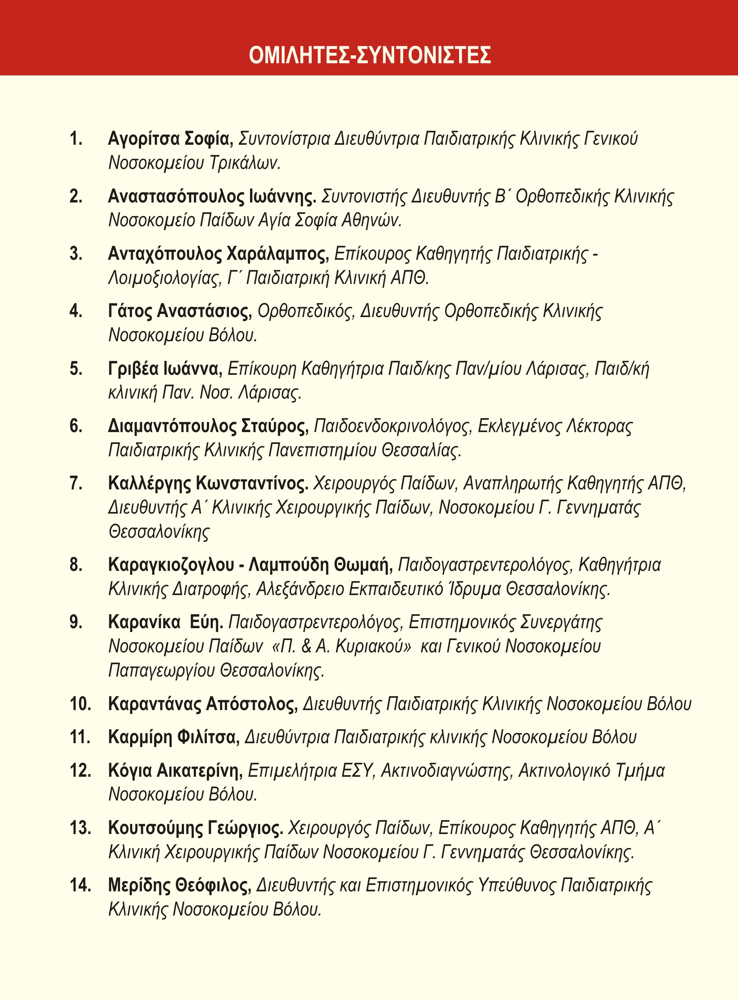 ΟΜΙΛΗΤΕΣ-ΣΥΝΤΟΝΙΣΤΕΣ
1. Αγορίτσα Σοφία, Συντονίστρια Διευθύντρια Παιδιατρικής Κλινικής Γενικού
Νοσοκομείου Τρικάλων.
2. Αναστασόπουλος Ιωάννης. Συντονιστής Διευθυντής Β΄ Ορθοπεδικής Κλινικής
Νοσοκομείο Παίδων Αγία Σοφία Αθηνών.
3. Ανταχόπουλος Χαράλαμπος, Επίκουρος Καθηγητής Παιδιατρικής -
Λοιμοξιολογίας, Γ΄ Παιδιατρική Κλινική ΑΠΘ.
4. Γάτος Αναστάσιος, Ορθοπεδικός, Διευθυντής Ορθοπεδικής Κλινικής
Νοσοκομείου Βόλου.
5. Γριβέα Ιωάννα, Επίκουρη Καθηγήτρια Παιδ/κης Παν/μίου Λάρισας, Παιδ/κή
κλινική Παν. Νοσ. Λάρισας.
6. Διαμαντόπουλος Σταύρος, Παιδοενδοκρινολόγος, Εκλεγμένος Λέκτορας
Παιδιατρικής Κλινικής Πανεπιστημίου Θεσσαλίας.
7. Καλλέργης Κωνσταντίνος. Χειρουργός Παίδων, Αναπληρωτής Καθηγητής ΑΠΘ,
Διευθυντής Α΄ Κλινικής Χειρουργικής Παίδων, Νοσοκομείου Γ. Γεννηματάς
Θεσσαλονίκης
8. Καραγκιοζογλου - Λαμπούδη Θωμαή, Παιδογαστρεντερολόγος, Καθηγήτρια
Κλινικής Διατροφής, Αλεξάνδρειο Εκπαιδευτικό Ίδρυμα Θεσσαλονίκης.
9. Καρανίκα  Εύη. Παιδογαστρεντερολόγος, Επιστημονικός Συνεργάτης
Νοσοκομείου Παίδων  «Π. & Α. Κυριακού»  και Γενικού Νοσοκομείου
Παπαγεωργίου Θεσσαλονίκης.
10. Καραντάνας Απόστολος, Διευθυντής Παιδιατρικής Κλινικής Νοσοκομείου Βόλου
11. Καρμίρη Φιλίτσα, Διευθύντρια Παιδιατρικής κλινικής Νοσοκομείου Βόλου
12. Κόγια Αικατερίνη, Επιμελήτρια ΕΣΥ, Ακτινοδιαγνώστης, Ακτινολογικό Τμήμα
Νοσοκομείου Βόλου.
13. Κουτσούμης Γεώργιος. Χειρουργός Παίδων, Επίκουρος Καθηγητής ΑΠΘ, Α΄
Κλινική Χειρουργικής Παίδων Νοσοκομείου Γ. Γεννηματάς Θεσσαλονίκης.
14. Μερίδης Θεόφιλος, Διευθυντής και Επιστημονικός Υπεύθυνος Παιδιατρικής
Κλινικής Νοσοκομείου Βόλου.